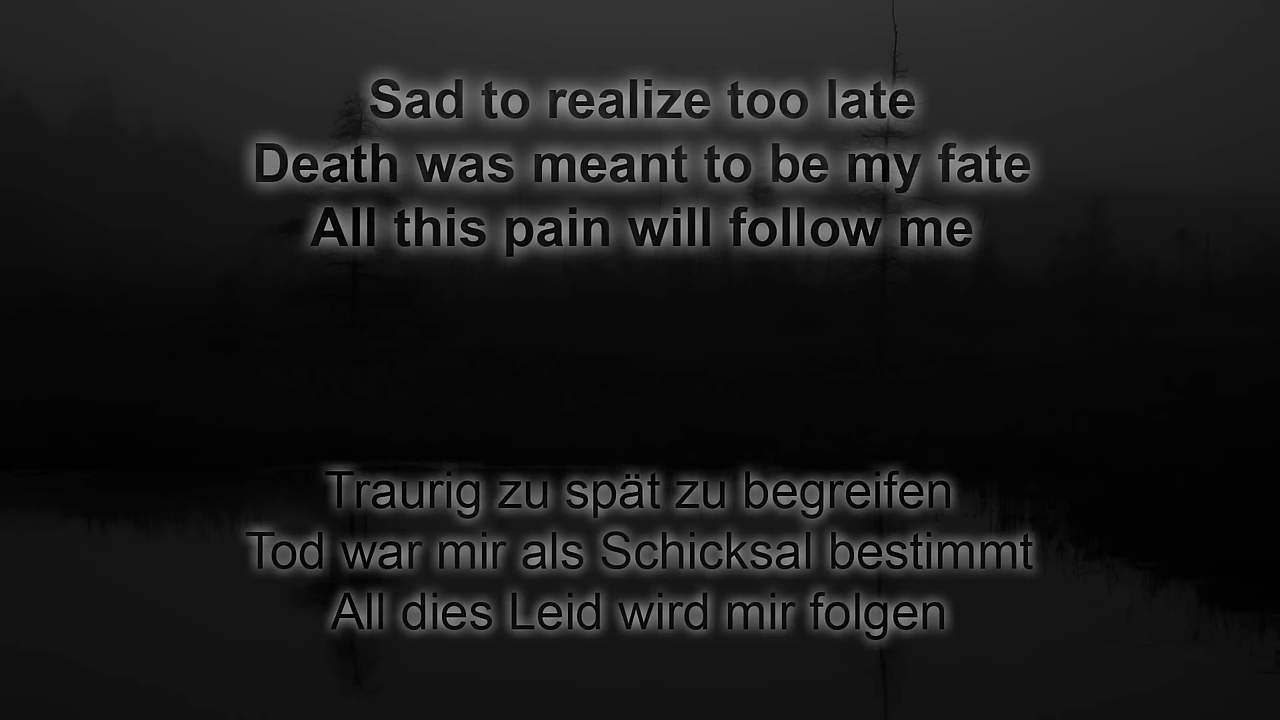 Sad to realize too late
Death was meant to be my fate
All this pain will follow me
Traurig zu spät zu begreifen
Tod war mir als Schicksal bestimmt
All dies Leid wird mir folgen